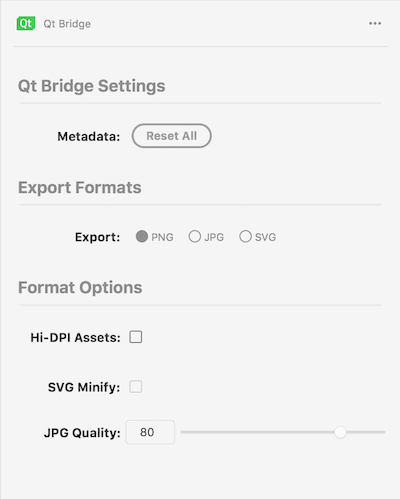 Qt Qt Bridge
Qt Bridge Settings
Metadata: Reset All
Export Formats
Export: PNG JPG SVG
Format Options
Hi-DPI Assets:
SVG Minify:
JPG Quality: 80